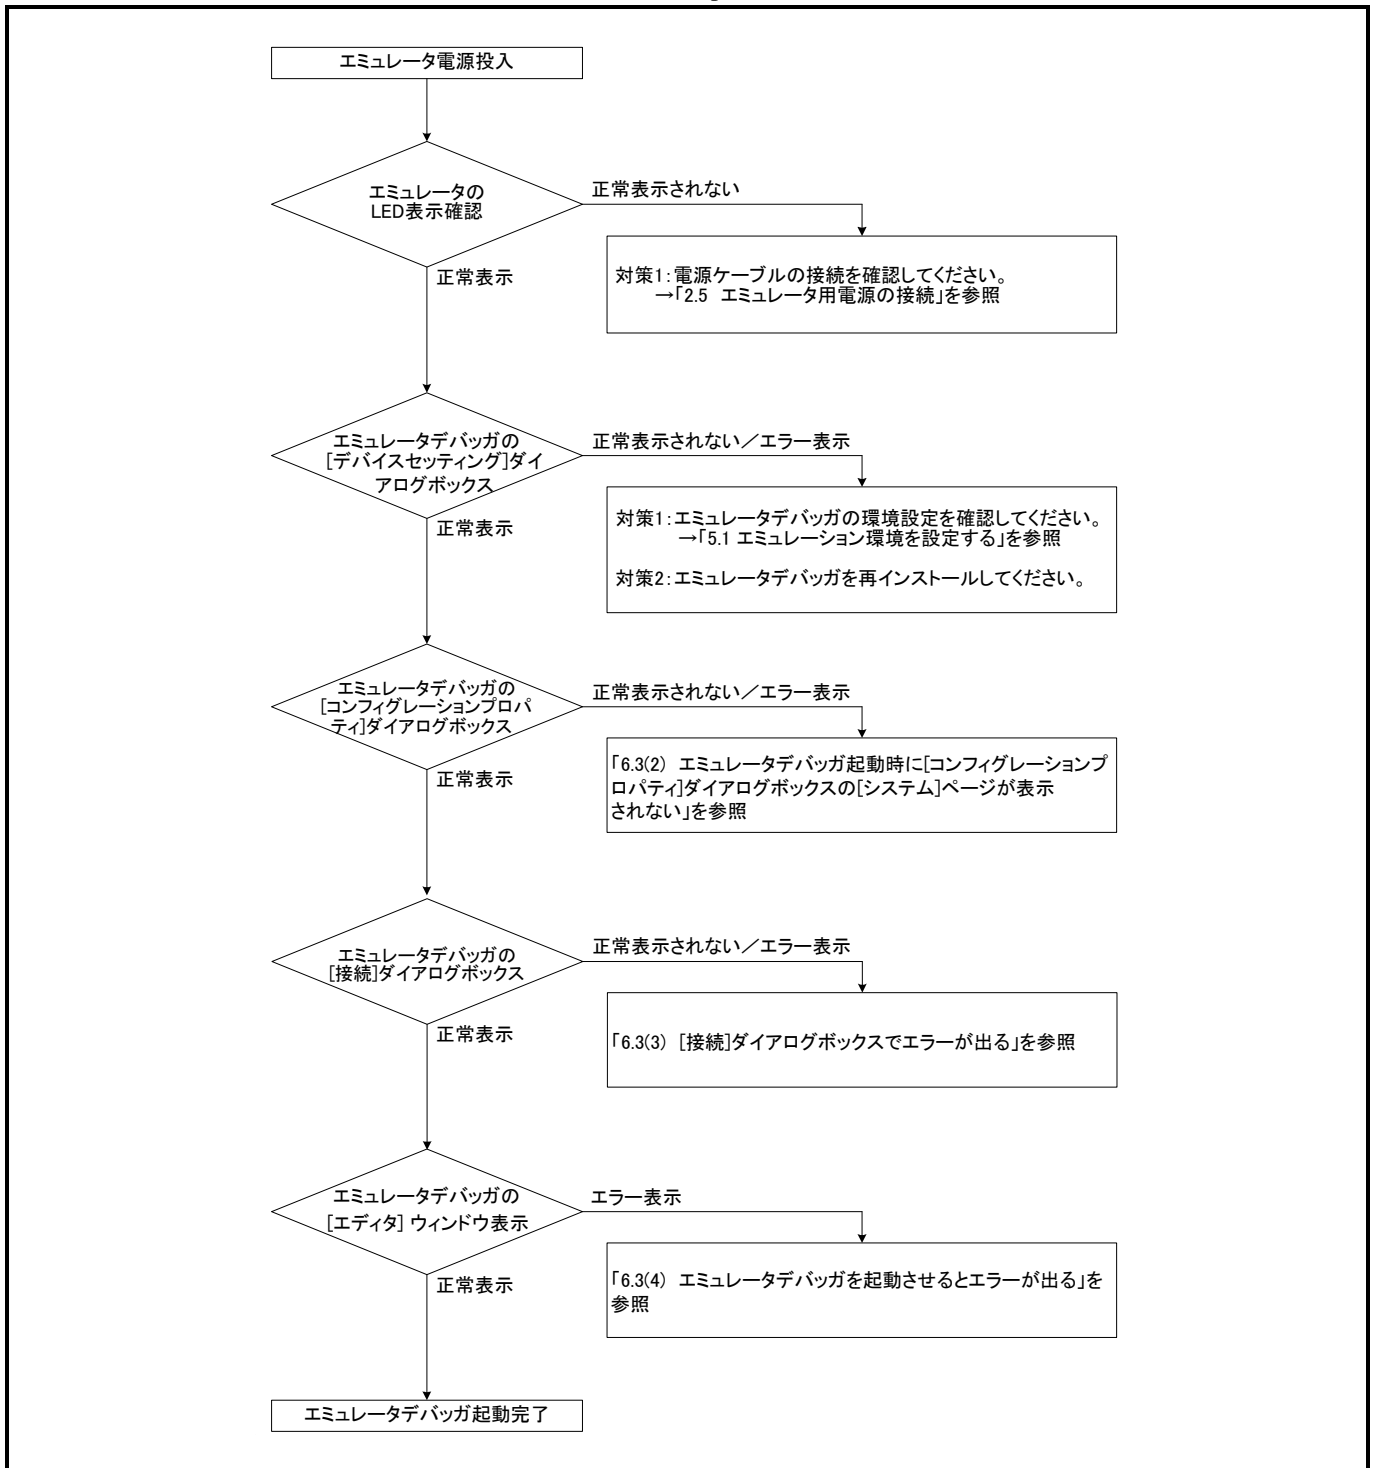 エミュレータ電源投入
エミュレータの
LED表示確認
正常表示されない
正常表示
対策1:電源ケーブルの接続を確認してください。
→「2.5 エミュレータ用電源の接続」を参照
エミュレータデバッガの
[デバイスセッティング]ダイ
アログボックス
正常表示されない／エラー表示
正常表示
対策1:エミュレータデバッガの環境設定を確認してください。
→「5.1 エミュレーション環境を設定する」を参照
対策2:エミュレータデバッガを再インストールしてください。
エミュレータデバッガの
[コンフィグレーションプロパ
ティ]ダイアログボックス
正常表示されない／エラー表示
正常表示
「6.3(2) エミュレータデバッガ起動時に[コンフィグレーションプ
ロパティ]ダイアログボックスの[システム]ページが表示
されない」を参照
エミュレータデバッガの
[接続]ダイアログボックス
正常表示されない／エラー表示
正常表示
「6.3(3) [接続]ダイアログボックスでエラーが出る」を参照
エミュレータデバッガの
[エディタ] ウィンドウ表示
エラー表示
正常表示
「6.3(4) エミュレータデバッガを起動させるとエラーが出る」を
参照
エミュレータデバッガ起動完了